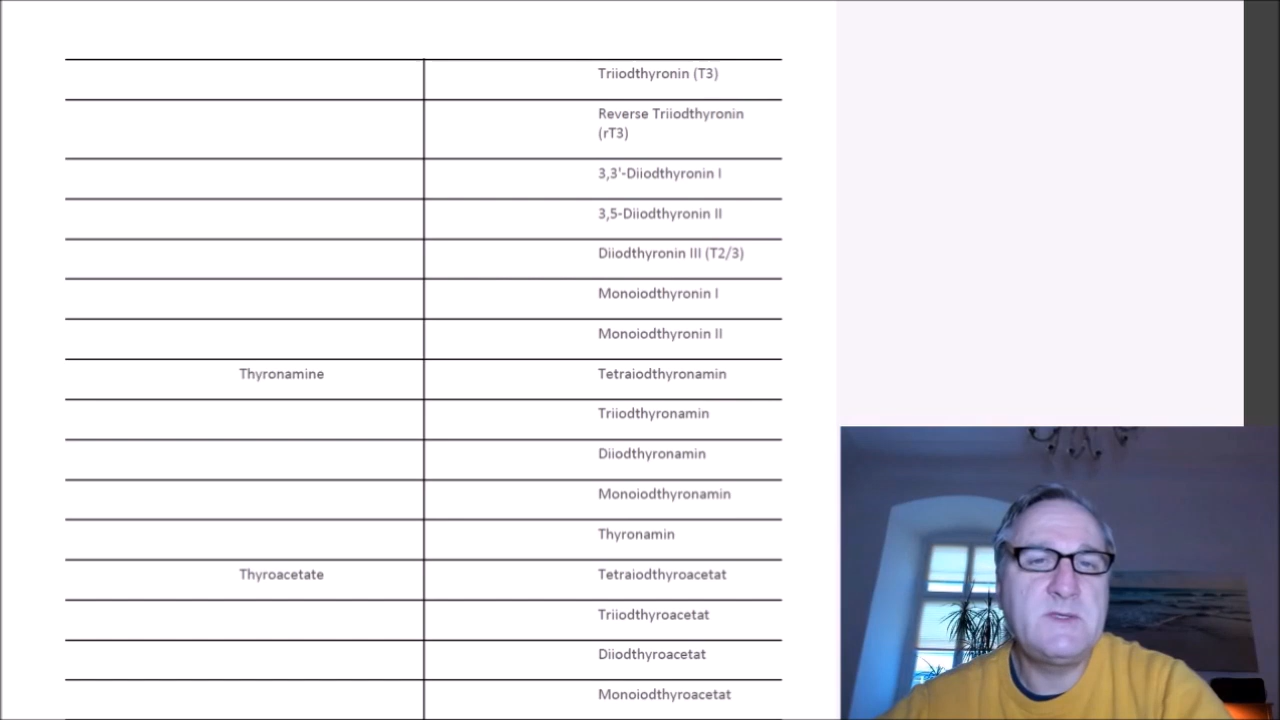 Triiodthyronin (T3)
Reverse Triiodthyronin
(rT3)
3,3'-Diiodthyronin I
3,5-Diiodthyronin II
Diiodthyronin III (T2/3)
Monoiodthyronin I
Monoiodthyronin II
Thyronamine Tetraiodthyronamin
Triiodthyronamin
Diiodthyronamin
Monoiodthyronamin
Thyronamin
Thyroacetate Tetraiodthyroacetat
Triiodthyroacetat
Diiodthyroacetat
Monoiodthyroacetat